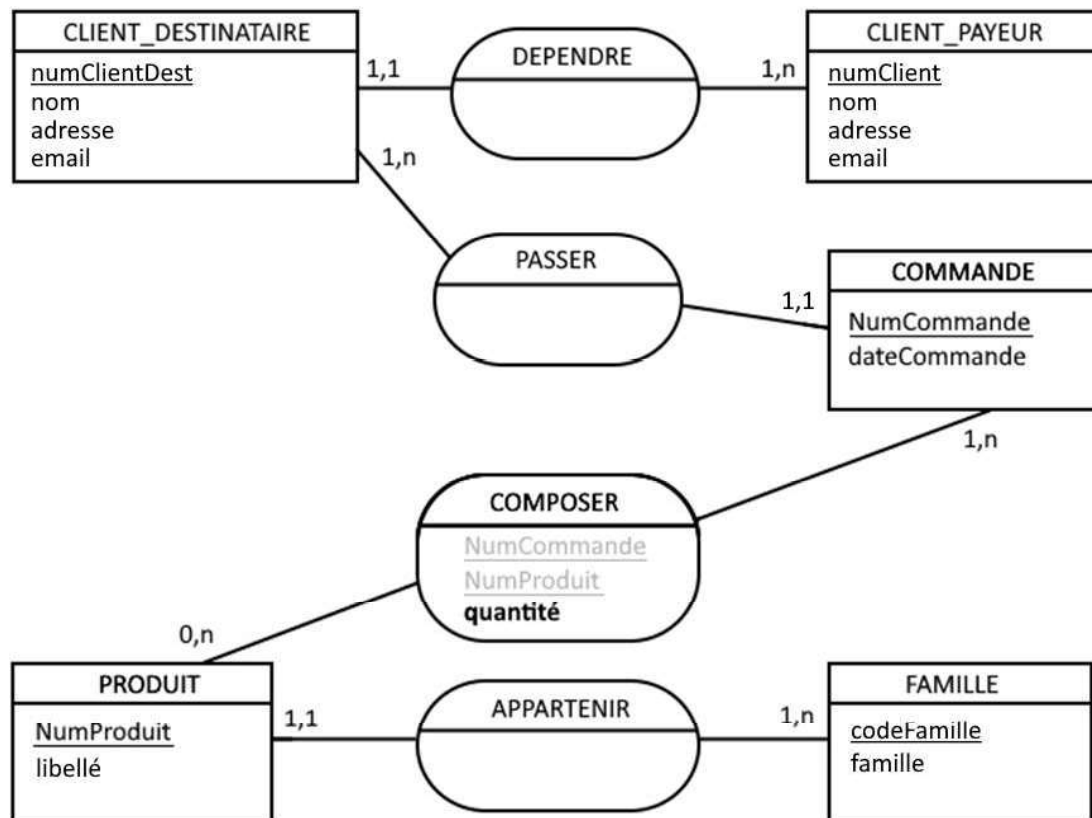 CLIENT_DESTINATAIRE
numClientDest
nom
adresse
email
1,1
DEPENDRE
1,n
CLIENT_PAYEUR
numClient
nom
adresse
email
1,n
PASSER
1,1
COMMANDE
NumCommande
dateCommande
1,n
COMPOSER
NumCommande
NumProduit
quantité
0,n
PRODUIT
NumProduit
libellé
1,1
APPARTENIR
1,n
FAMILLE
codeFamille
famille